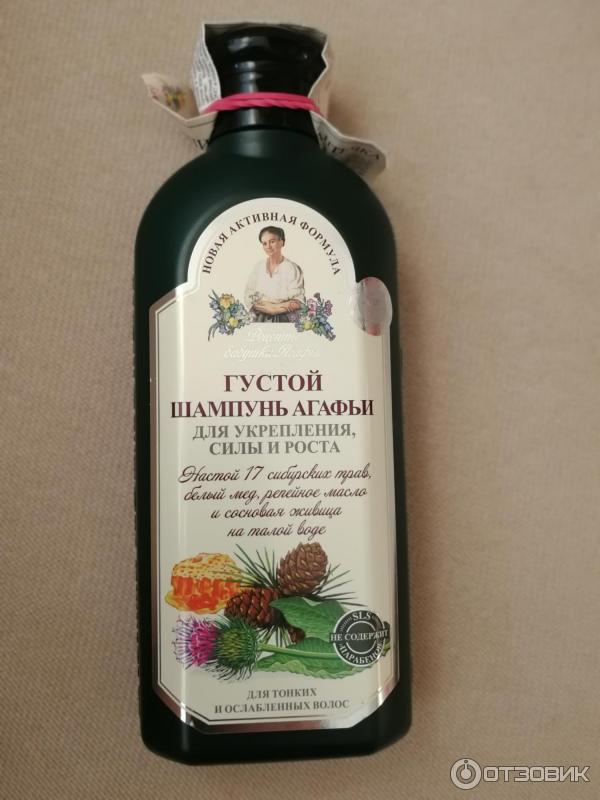 НОВАЯ АКТИВНАЯ ФОРМУЛА
Рецепты
бабушки Агафьи
ГУСТОЙ
ШАМПУНЬ АГАФЬИ
ДЛЯ УКРЕПЛЕНИЯ,
СИЛЫ И РОСТА
Настой 17 сибирских трав,
белый мед, репейное масло
и сосновая живица
на талой воде
SLS
НЕ СОДЕРЖИТ
ПАРАБЕНОВ
ДЛЯ ТОНКИХ
И ОСЛАБЛЕННЫХ ВОЛОС
ОТЗОВИК